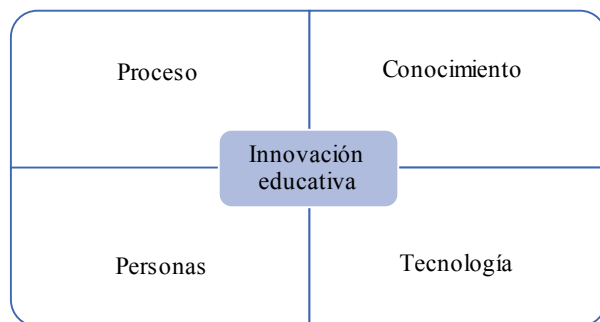 Proceso
Conocimiento
Innovación
educativa
Personas
Tecnología